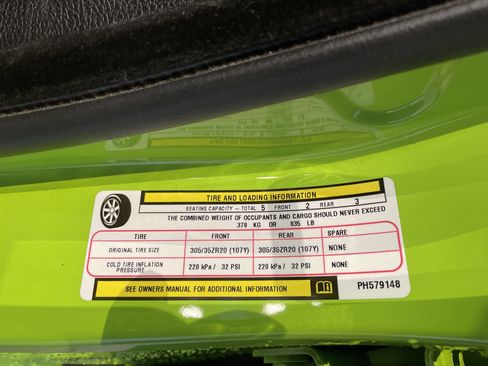 TIRE AND LOADING INFORMATION
SEATING CAPACITY - TOTAL 5 FRONT 2 REAR 3
THE COMBINED WEIGHT OF OCCUPANTS AND CARGO SHOULD NEVER EXCEED
378 KG OR 835 LB
TIRE FRONT REAR SPARE
ORIGINAL TIRE SIZE 305/35ZR20 (107Y) 305/35ZR20 (107Y) NONE
COLD TIRE INFLATION PRESSURE 220 kPa / 32 PSI 220 kPa / 32 PSI NONE
SEE OWNERS MANUAL FOR ADDITIONAL INFORMATION PH579148